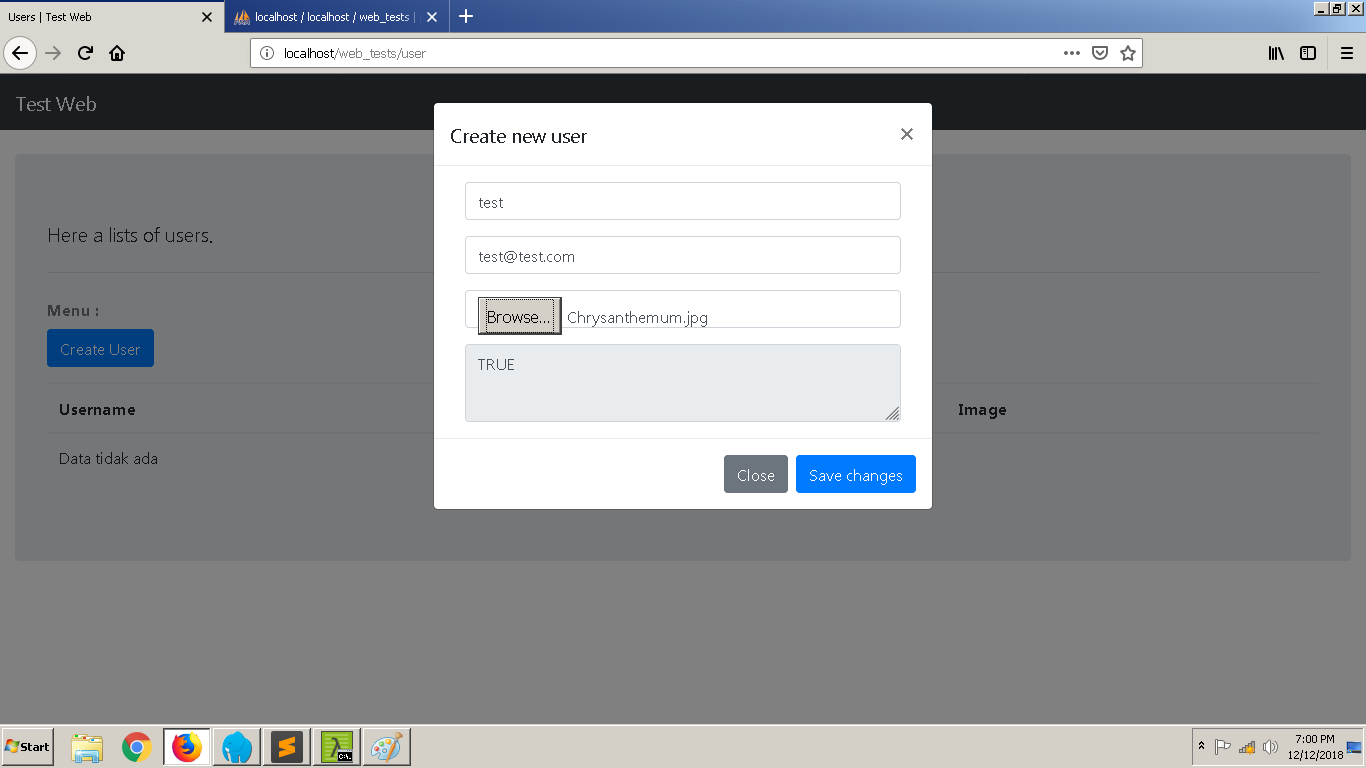 Users | Test Web
localhost / localhost / web_tests |
localhost/web_tests/user
Test Web
Create new user
test
test@test.com
Browse... Chrysanthemum.jpg
TRUE
Close Save changes
Here a lists of users.
Menu :
Create User
Username Image
Data tidak ada
Start
C:\.
7:00 PM
12/12/2018